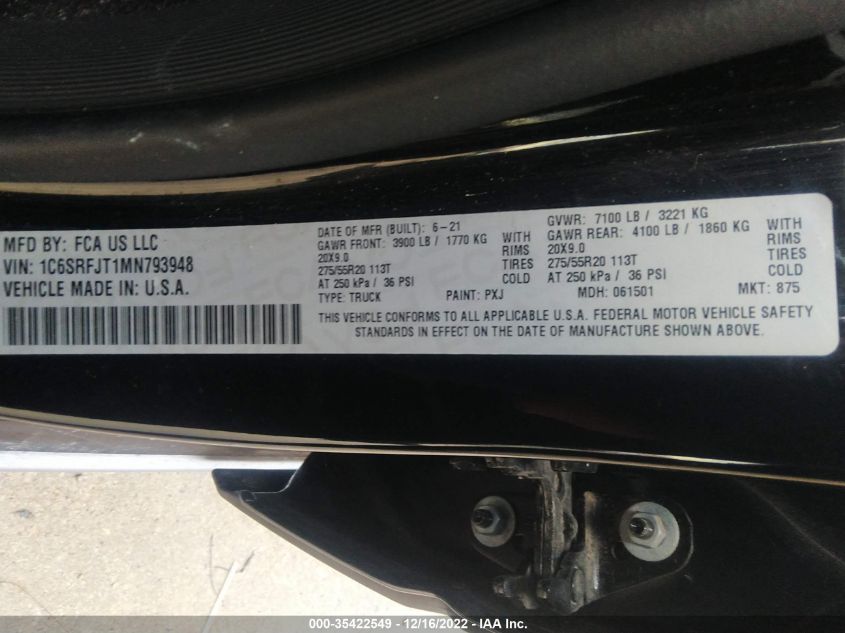 MFD BY: FCA US LLC
VIN: 1C6SRFJT1MN793948
VEHICLE MADE IN: U.S.A.
DATE OF MFR (BUILT): 6-21
GAWR FRONT: 3900 LB / 1770 KG WITH
20X9.0 RIMS
275/55R20 113T TIRES
AT 250 kPa / 36 PSI COLD
TYPE: TRUCK PAINT: PXJ
GVWR: 7100 LB / 3221 KG
GAWR REAR: 4100 LB / 1860 KG WITH
20X9.0 RIMS
275/55R20 113T TIRES
AT 250 kPa / 36 PSI COLD
MDH: 061501 MKT: 875
THIS VEHICLE CONFORMS TO ALL APPLICABLE U.S.A. FEDERAL MOTOR VEHICLE SAFETY
STANDARDS IN EFFECT ON THE DATE OF MANUFACTURE SHOWN ABOVE.
000-35422549 - 12/16/2022 - IAA Inc.